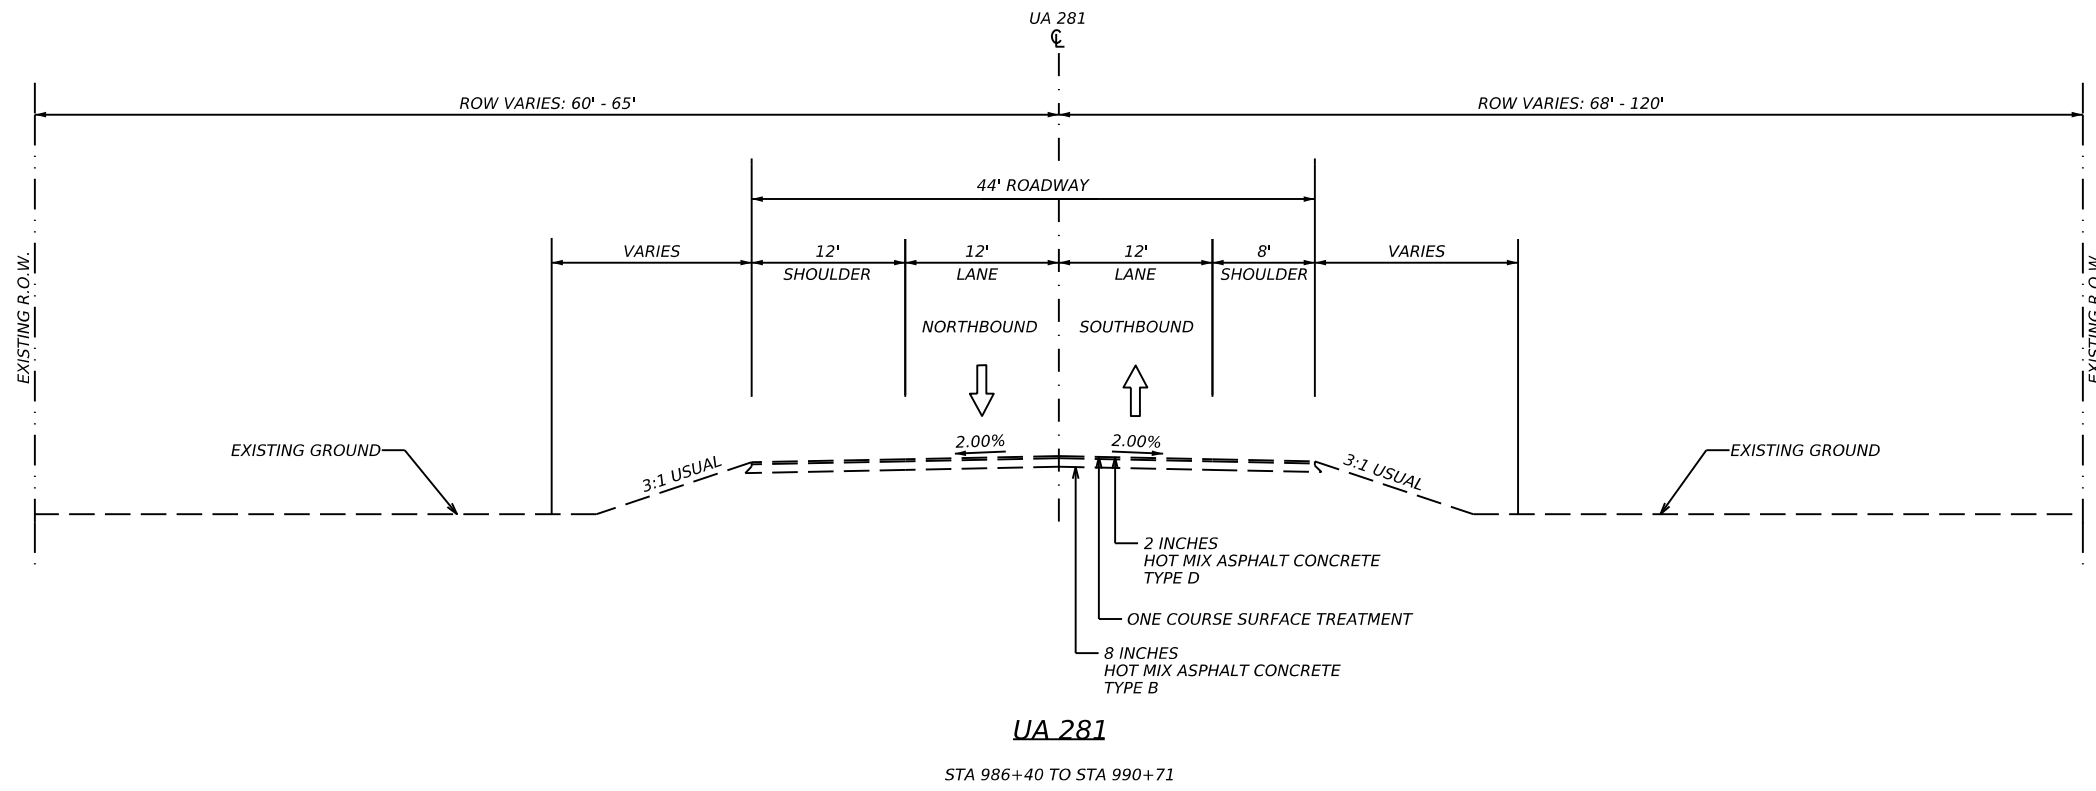 UA 281
℄
ROW VARIES: 60' - 65'
ROW VARIES: 68' - 120'
44' ROADWAY
VARIES
12'
SHOULDER
12'
LANE
12'
LANE
8'
SHOULDER
VARIES
NORTHBOUND
SOUTHBOUND
EXISTING R.O.W.
EXISTING R.O.W.
EXISTING GROUND
3:1 USUAL
2.00%
2.00%
3:1 USUAL
EXISTING GROUND
2 INCHES
HOT MIX ASPHALT CONCRETE
TYPE D
ONE COURSE SURFACE TREATMENT
8 INCHES
HOT MIX ASPHALT CONCRETE
TYPE B
UA 281
STA 986+40 TO STA 990+71